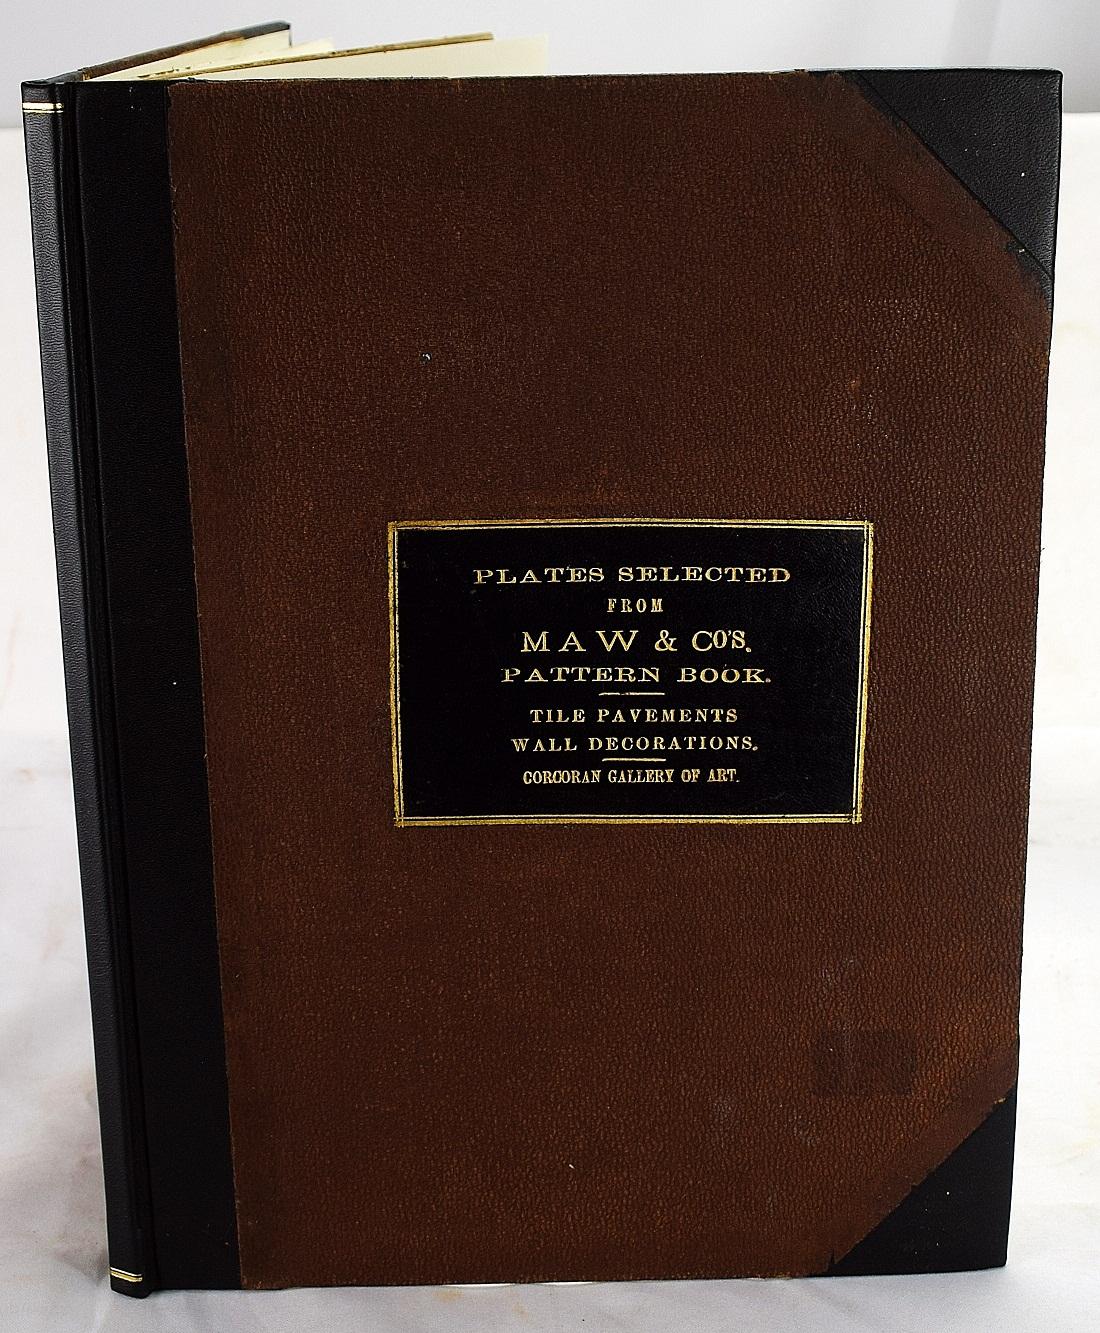 PLATES SELECTED
FROM
MAW & CO'S.
PATTERN BOOK.
TILE PAVEMENTS
WALL DECORATIONS.
CORCORAN GALLERY OF ART.